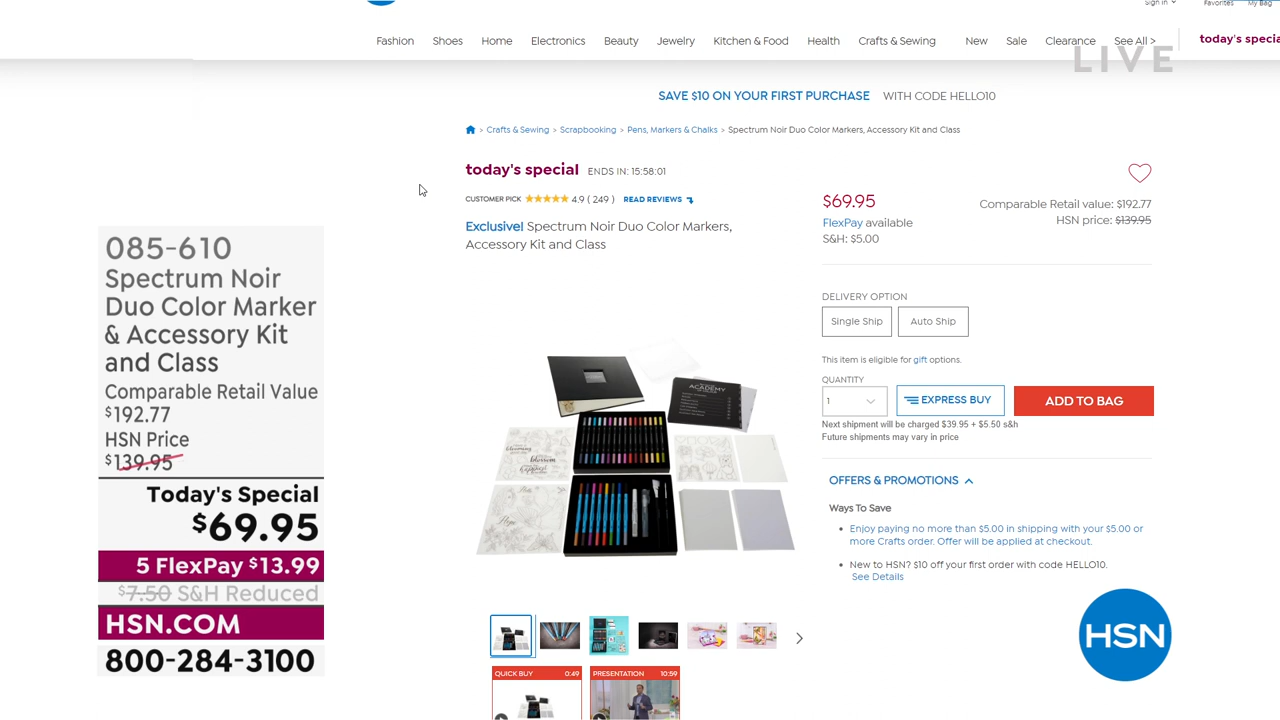 Sign in
Favorites
My Bag
Fashion
Shoes
Home
Electronics
Beauty
Jewelry
Kitchen & Food
Health
Crafts & Sewing
New
Sale
Clearance
See All >
today's specia
LIVE
SAVE $10 ON YOUR FIRST PURCHASE WITH CODE HELLO10
> Crafts & Sewing > Scrapbooking > Pens, Markers & Chalks > Spectrum Noir Duo Color Markers, Accessory Kit and Class
today's special ENDS IN: 15:58:01
CUSTOMER PICK 4.9 ( 249 ) READ REVIEWS
Exclusive! Spectrum Noir Duo Color Markers,
Accessory Kit and Class
$69.95
FlexPay available
S&H: $5.00
Comparable Retail value: $192.77
HSN price: $139.95
DELIVERY OPTION
Single Ship
Auto Ship
This item is eligible for gift options.
QUANTITY
1
EXPRESS BUY
ADD TO BAG
Next shipment will be charged $39.95 + $5.50 s&h
Future shipments may vary in price
OFFERS & PROMOTIONS
Ways To Save
• Enjoy paying no more than $5.00 in shipping with your $5.00 or
more Crafts order. Offer will be applied at checkout.
• New to HSN? $10 off your first order with code HELLO10.
See Details
ACADEMY
QUICK BUY 0:49
PRESENTATION 10:59
085-610
Spectrum Noir
Duo Color Marker
& Accessory Kit
and Class
Comparable Retail Value
$192.77
HSN Price
$139.95
Today's Special
$69.95
5 FlexPay $13.99
$7.50 S&H Reduced
HSN.COM
800-284-3100
HSN